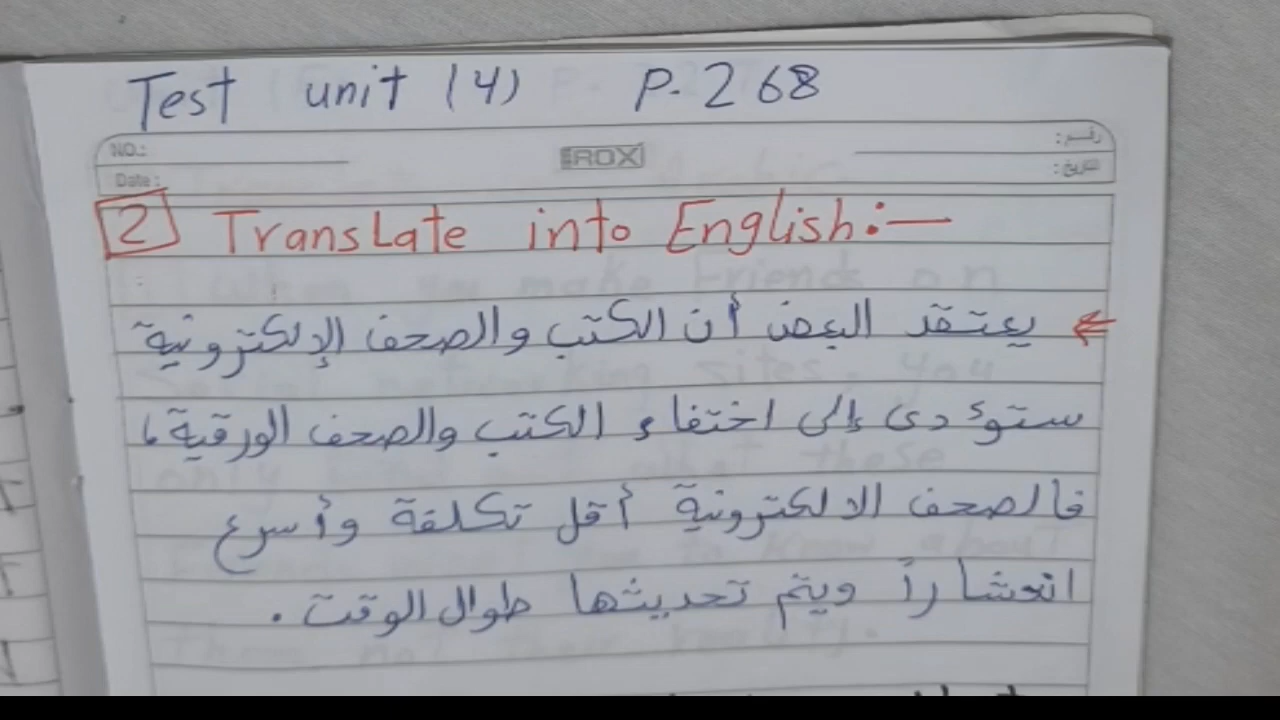 Test unit (4) P. 268
NO.:
EROX
رقم:
Date:
التاريخ:
2 Translate into English:-
يعتقد البعض أن الكتب والصحف الإلكترونية
ستؤدى إلى اختفاء الكتب والصحف الورقية،
فالصحف الالكترونية أقل تكلفة وأسرع
انتشاراً ويتم تحديثها طوال الوقت.